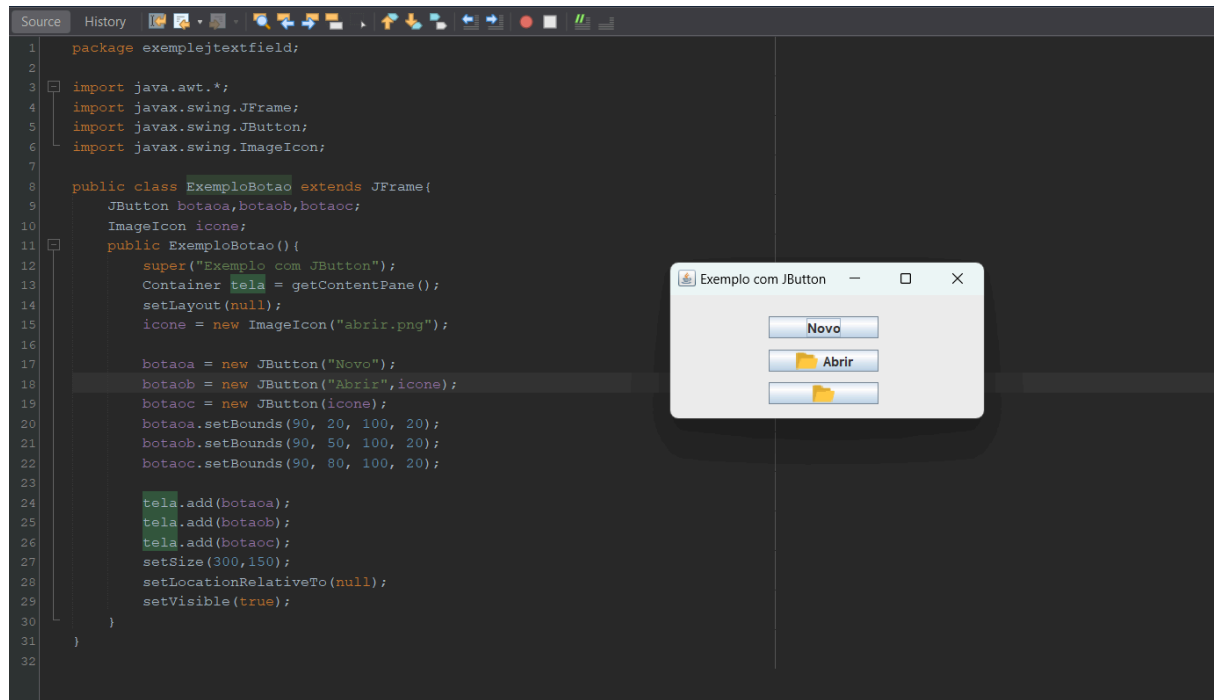 Source History
1 package exemplejtextfield;
2
3 import java.awt.*;
4 import javax.swing.JFrame;
5 import javax.swing.JButton;
6 import javax.swing.ImageIcon;
7
8 public class ExemploBotao extends JFrame{
9 JButton botaoa,botaob,botaoc;
10 ImageIcon icone;
11 public ExemploBotao(){
12 super("Exemplo com JButton");
13 Container tela = getContentPane();
14 setLayout(null);
15 icone = new ImageIcon("abrir.png");
16
17 botaoa = new JButton("Novo");
18 botaob = new JButton("Abrir",icone);
19 botaoc = new JButton(icone);
20 botaoa.setBounds(90, 20, 100, 20);
21 botaob.setBounds(90, 50, 100, 20);
22 botaoc.setBounds(90, 80, 100, 20);
23
24 tela.add(botaoa);
25 tela.add(botaob);
26 tela.add(botaoc);
27 setSize(300,150);
28 setLocationRelativeTo(null);
29 setVisible(true);
30 }
31 }
32
Exemplo com JButton
Novo
Abrir